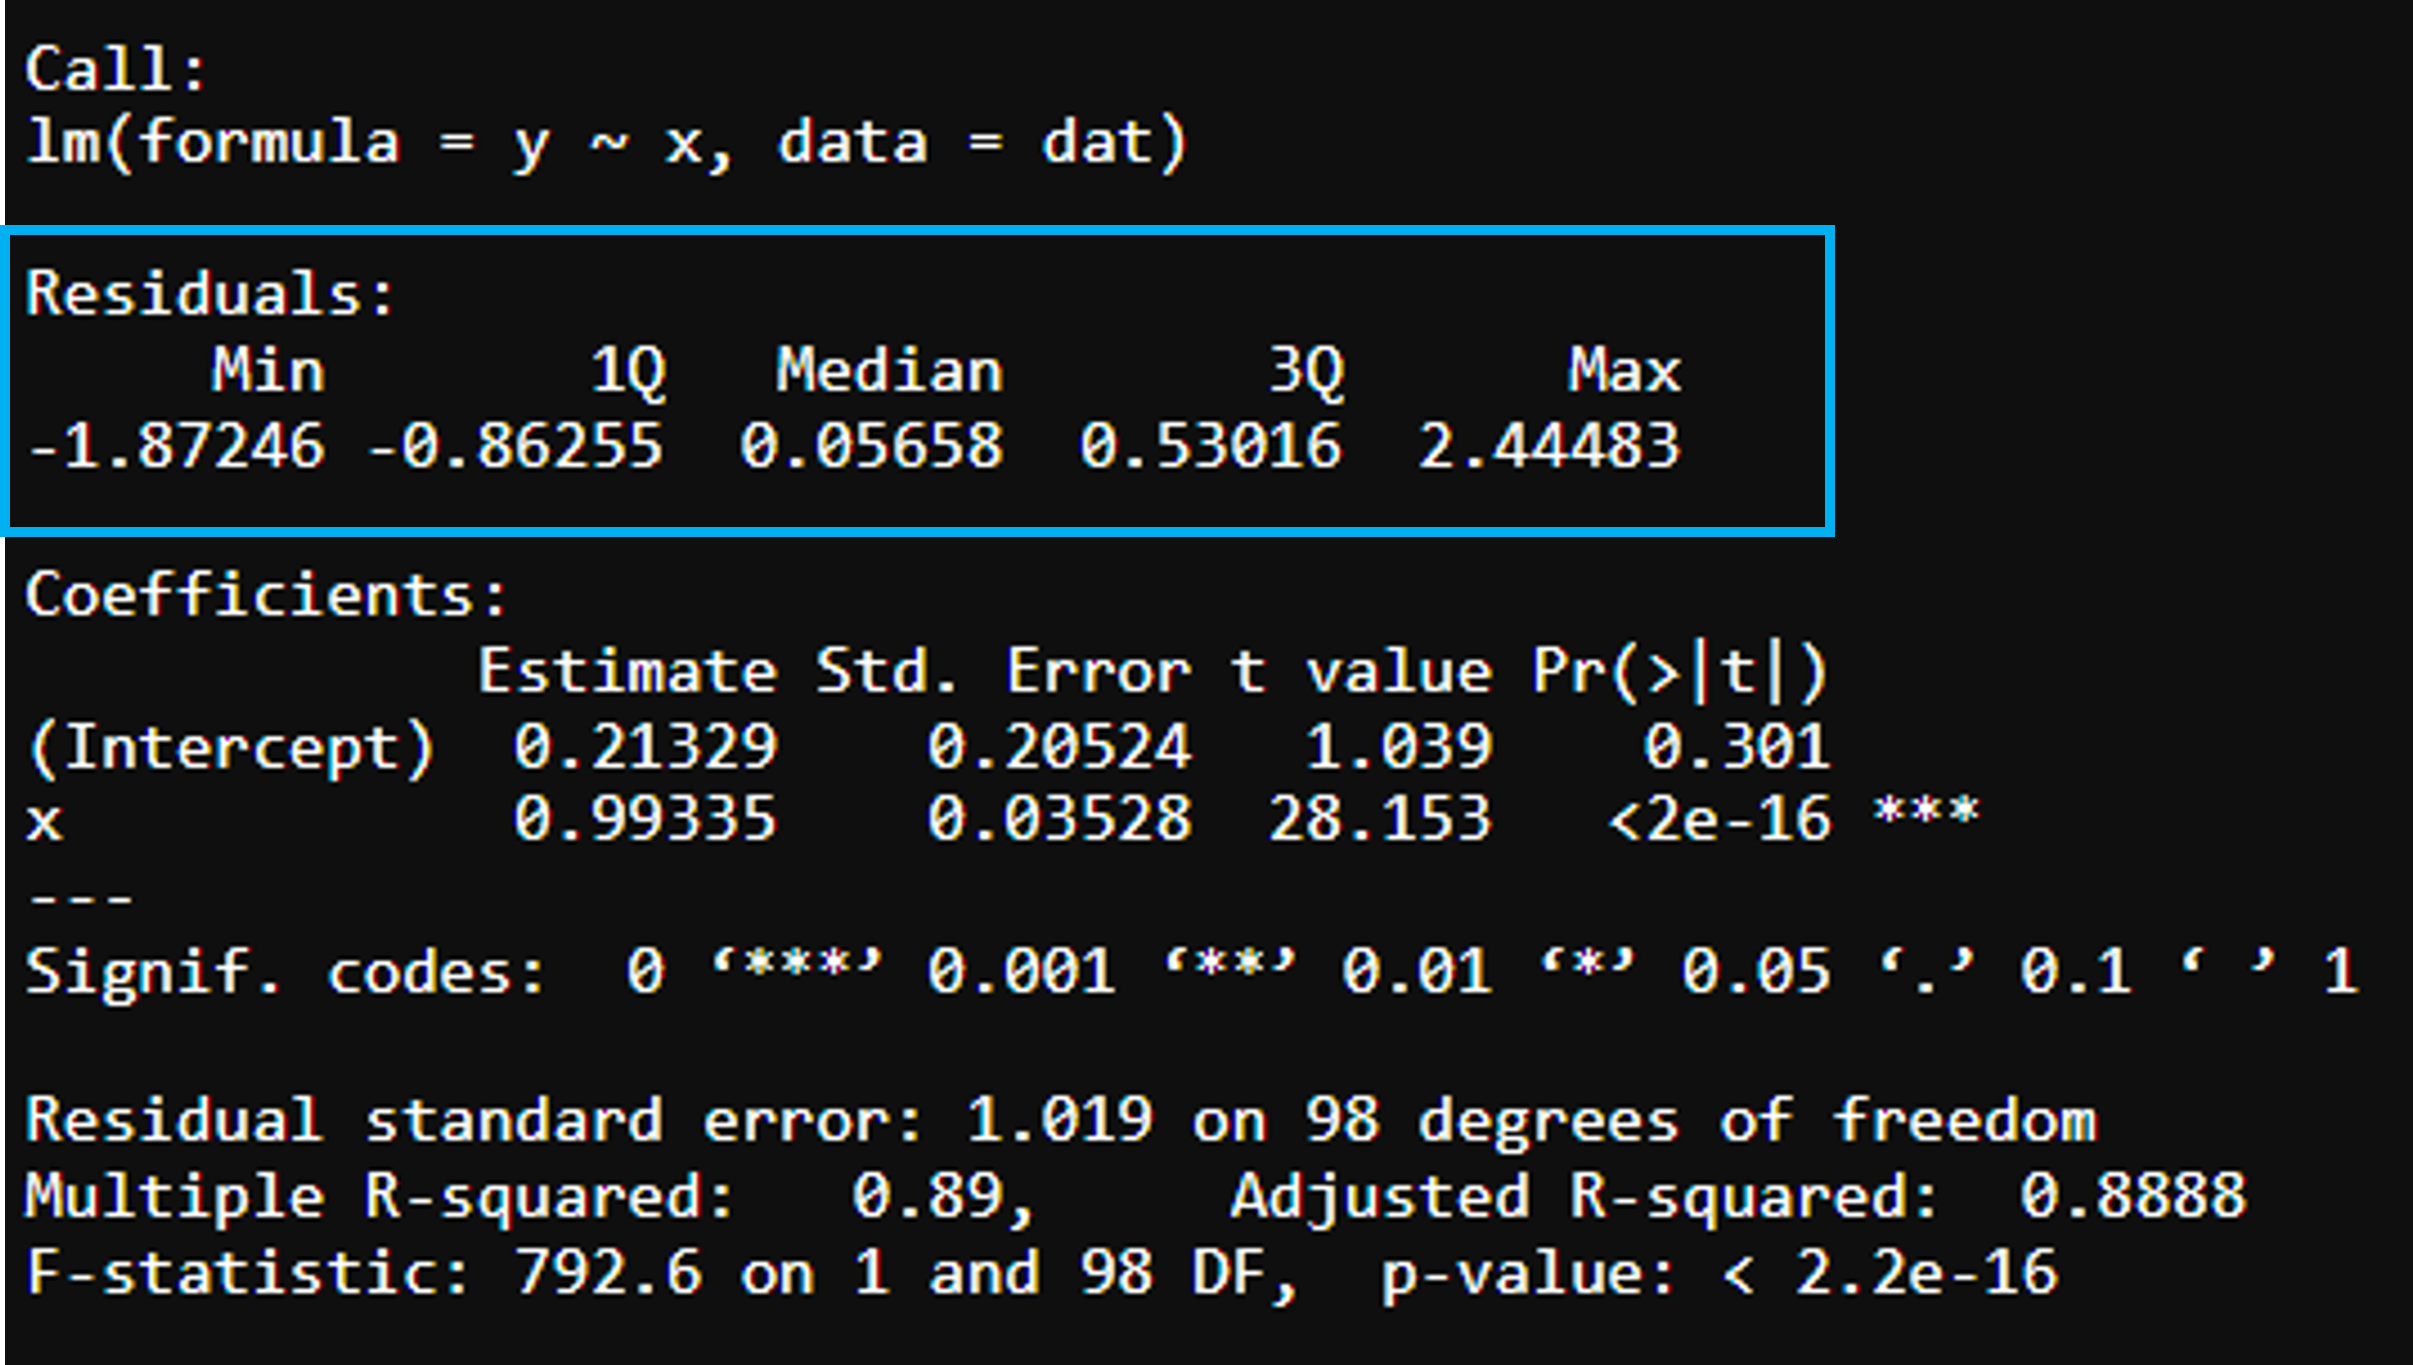 Call:
lm(formula = y ~ x, data = dat)
Residuals:
Min 1Q Median 3Q Max
-1.87246 -0.86255 0.05658 0.53016 2.44483
Coefficients:
Estimate Std. Error t value Pr(>|t|)
(Intercept) 0.21329 0.20524 1.039 0.301
x 0.99335 0.03528 28.153 <2e-16 ***
---
Signif. codes: 0 ‘***’ 0.001 ‘**’ 0.01 ‘*’ 0.05 ‘.’ 0.1 ‘ ’ 1
Residual standard error: 1.019 on 98 degrees of freedom
Multiple R-squared: 0.89, Adjusted R-squared: 0.8888
F-statistic: 792.6 on 1 and 98 DF, p-value: < 2.2e-16